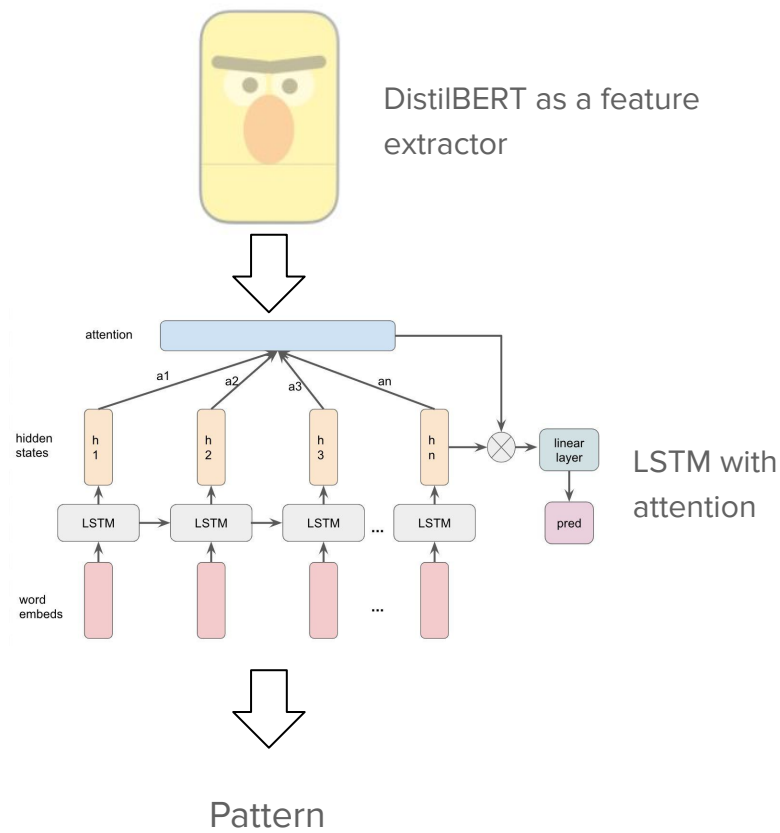 DistilBERT as a feature
extractor
attention
a1
a2
a3
an
hidden
states
h
1
h
2
h
3
h
n
linear
layer
LSTM with
attention
LSTM
LSTM
LSTM
...
LSTM
pred
word
embeds
...
Pattern